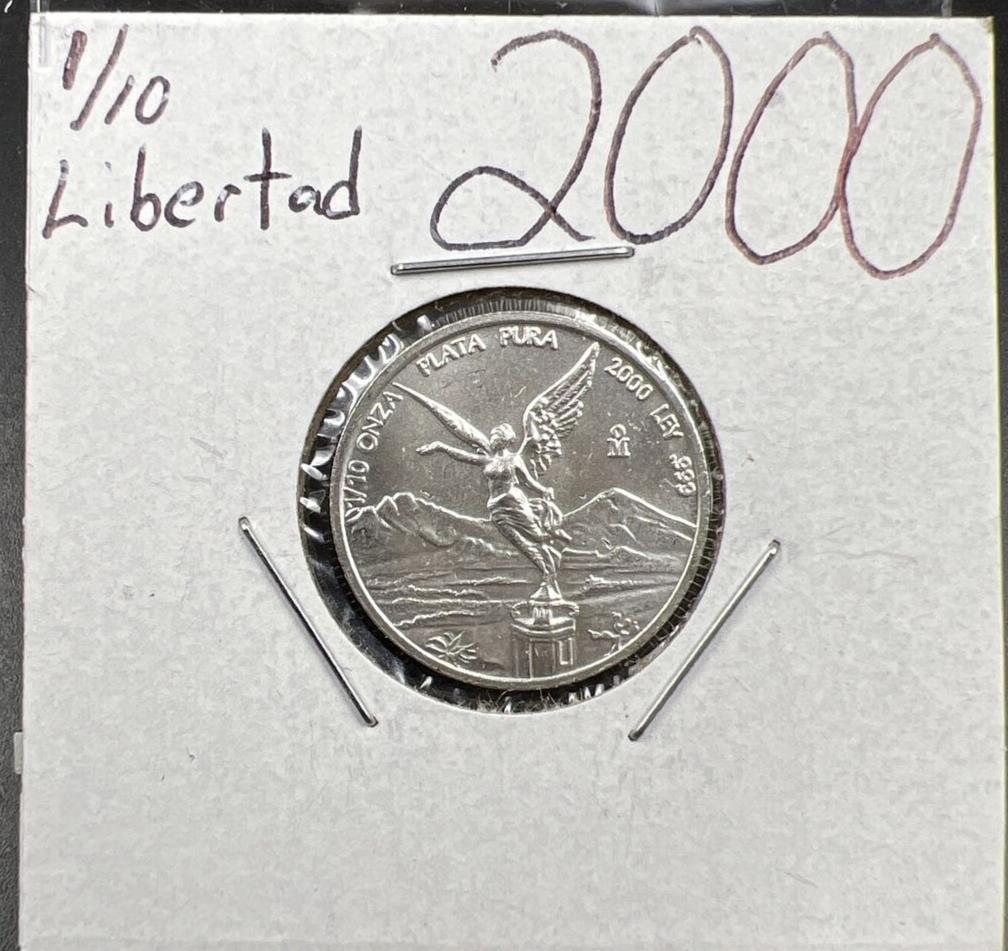 1/10
Libertad
2000
1/10 ONZA PLATA PURA 2000 LEY .999
M